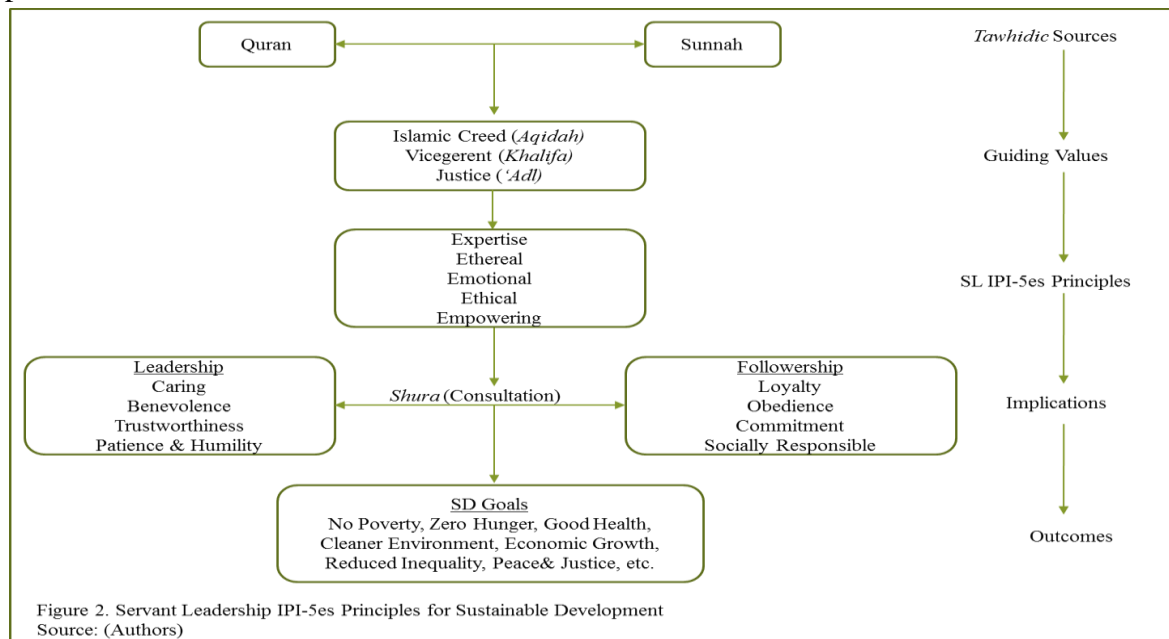 Quran
Sunnah
Tawhidic Sources
Islamic Creed (Aqidah)
Vicegerent (Khalifa)
Justice (‘Adl)
Guiding Values
Expertise
Ethereal
Emotional
Ethical
Empowering
SL IPI-5es Principles
Leadership
Caring
Benevolence
Trustworthiness
Patience & Humility
Shura (Consultation)
Followership
Loyalty
Obedience
Commitment
Socially Responsible
Implications
SD Goals
No Poverty, Zero Hunger, Good Health,
Cleaner Environment, Economic Growth,
Reduced Inequality, Peace& Justice, etc.
Outcomes
Figure 2. Servant Leadership IPI-5es Principles for Sustainable Development
Source: (Authors)